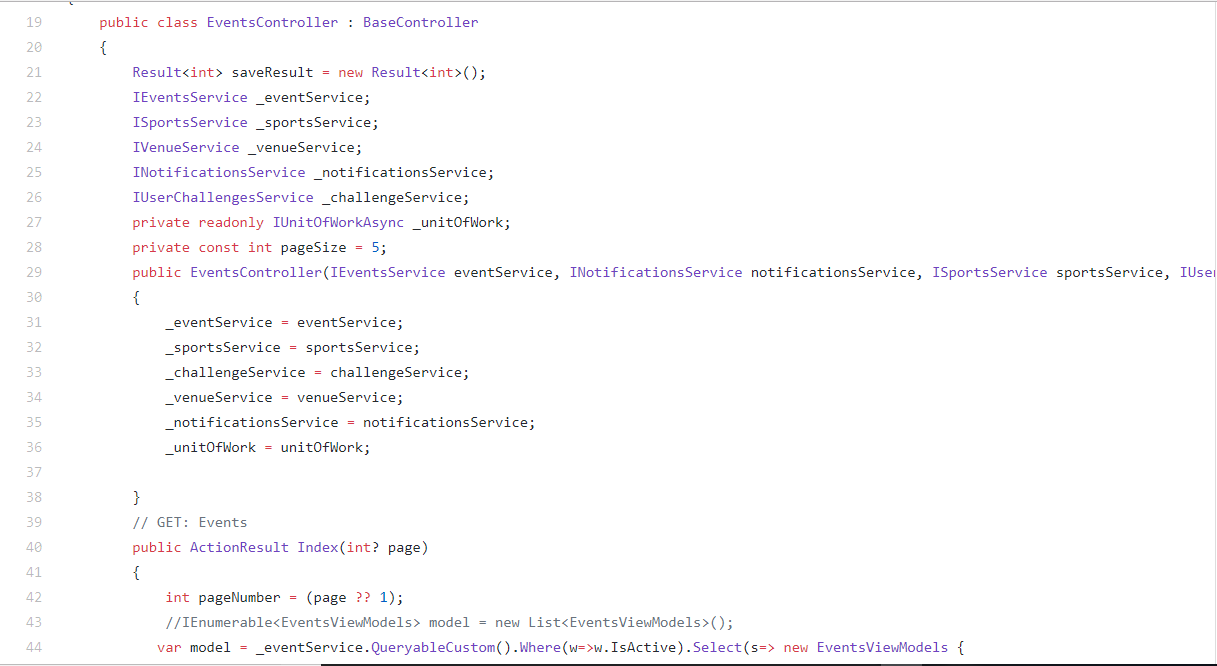 19 public class EventsController : BaseController
20 {
21 Result<int> saveResult = new Result<int>();
22 IEventsService _eventService;
23 ISportsService _sportsService;
24 IVenueService _venueService;
25 INotificationsService _notificationsService;
26 IUserChallengesService _challengeService;
27 private readonly IUnitOfWorkAsync _unitOfWork;
28 private const int pageSize = 5;
29 public EventsController(IEventsService eventService, INotificationsService notificationsService, ISportsService sportsService, IUser
30 {
31 _eventService = eventService;
32 _sportsService = sportsService;
33 _challengeService = challengeService;
34 _venueService = venueService;
35 _notificationsService = notificationsService;
36 _unitOfWork = unitOfWork;
37
38 }
39 // GET: Events
40 public ActionResult Index(int? page)
41 {
42 int pageNumber = (page ?? 1);
43 //IEnumerable<EventsViewModels> model = new List<EventsViewModels>();
44 var model = _eventService.QueryableCustom().Where(w=>w.IsActive).Select(s=> new EventsViewModels {